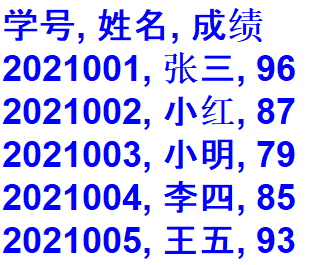 学号, 姓名, 成绩
2021001, 张三, 96
2021002, 小红, 87
2021003, 小明, 79
2021004, 李四, 85
2021005, 王五, 93